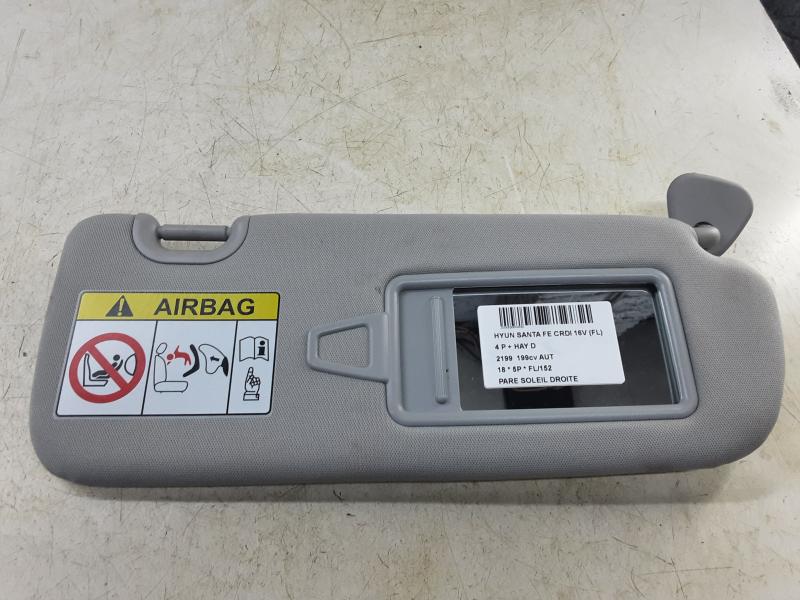 AIRBAG
HYUN SANTA FE CRDI 16V (FL)
4 P + HAY D
2199 199cv AUT
18 * 5P * FL/152
PARE SOLEIL DROITE